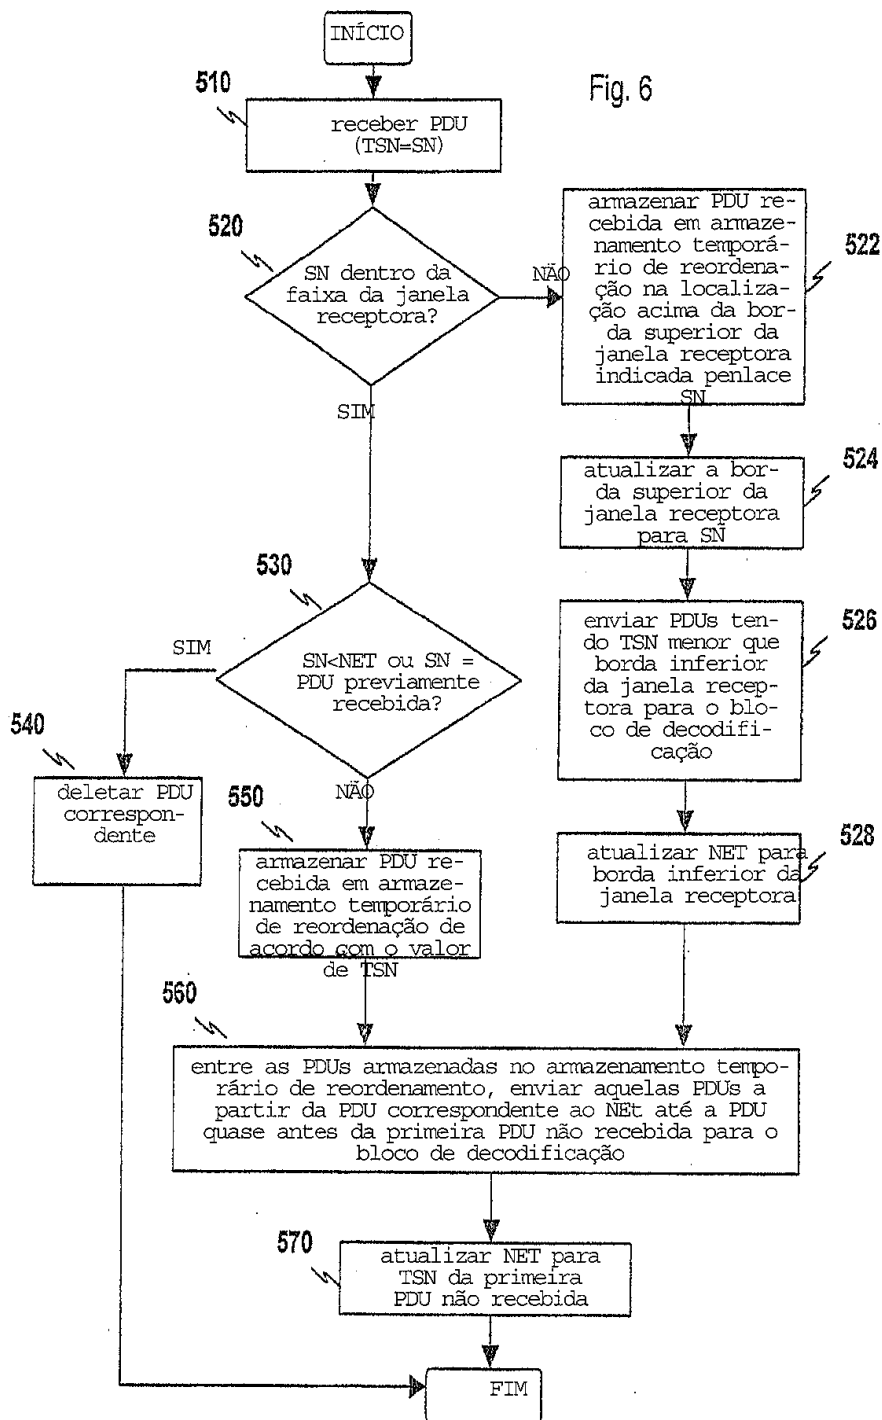 INÍCIO
Fig. 6
510
receber PDU
(TSN=SN)
520
SN dentro da
faixa da janela
receptora?
NÃO
SIM
armazenar PDU re-
cebida em armaze-
namento temporá-
rio de reordena-
ção na localiza-
ção acima da bor-
da superior da
janela receptora
indicada penlace
SN
522
atualizar a bor-
da superior da
janela receptora
para SN
524
enviar PDUs ten-
do TSN menor que
borda inferior
da janela recep-
tora para o blo-
co de decodifi-
cação
526
atualizar NET para
borda inferior da
janela receptora
528
530
SN<NET ou SN =
PDU previamente
recebida?
SIM
NÃO
540
deletar PDU
correspon-
dente
550
armazenar PDU re-
cebida em armaze-
namento temporário
de reordenação de
acordo com o valor
de TSN
560
entre as PDUs armazenadas no armazenamento tempo-
rário de reordenamento, enviar aquelas PDUs a
partir da PDU correspondente ao NEt até a PDU
quase antes da primeira PDU não recebida para o
bloco de decodificação
570
atualizar NET para
TSN da primeira
PDU não recebida
FIM